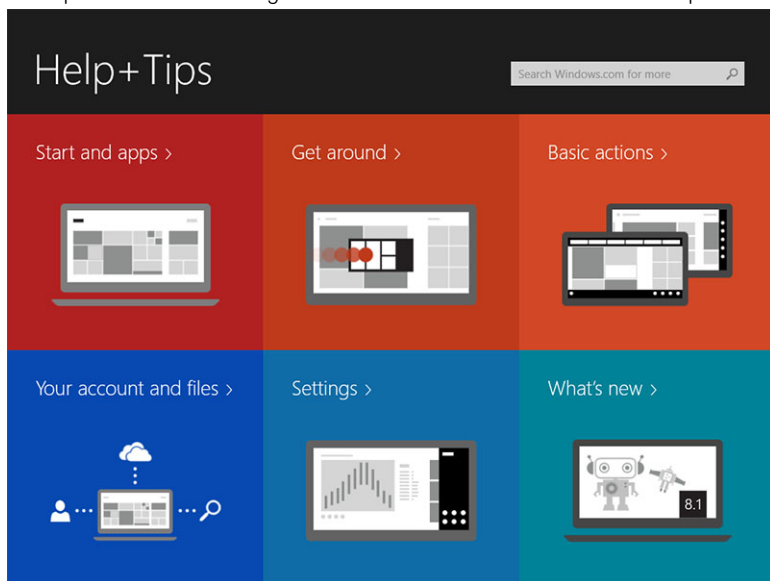 Help+Tips
Search Windows.com for more
Start and apps >
Get around >
Basic actions >
Your account and files >
Settings >
What's new >
8.1